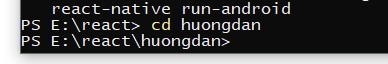 react-native run-android
PS E:\react> cd huongdan
PS E:\react\huongdan>